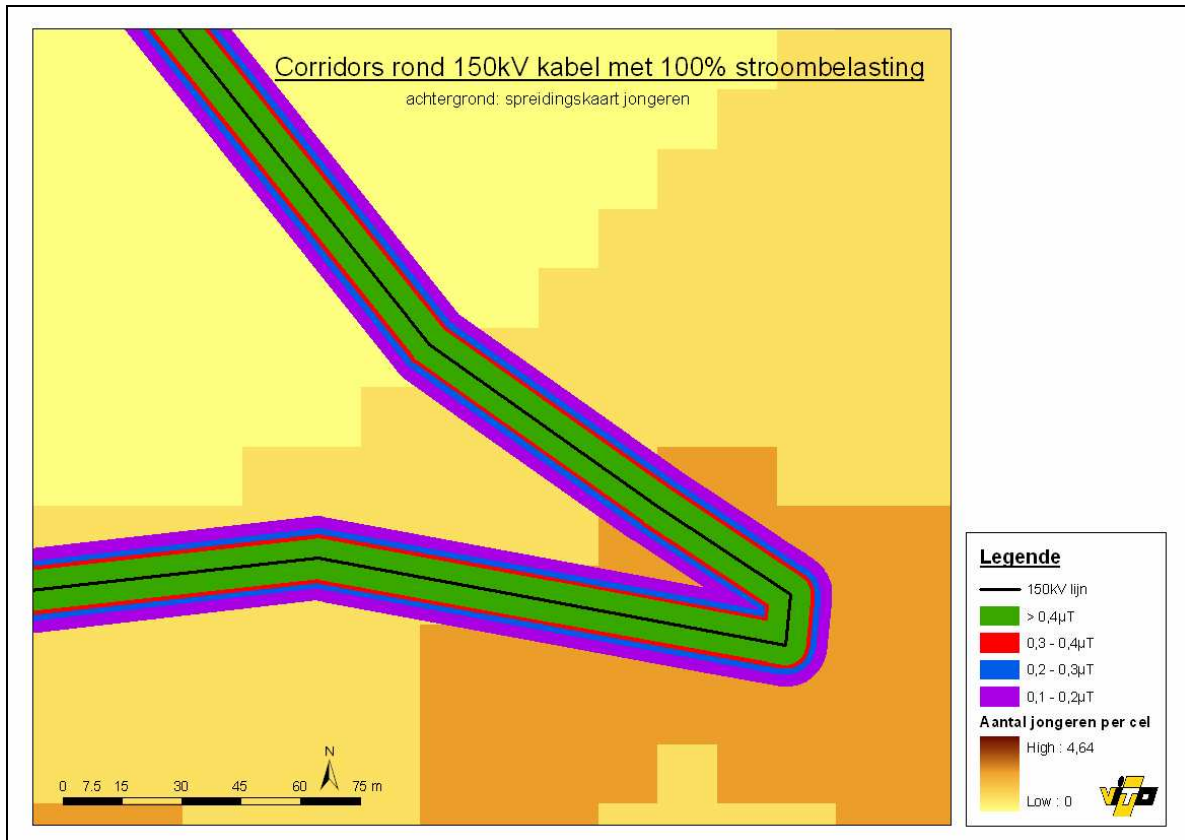 Corridors rond 150kV kabel met 100% stroombelasting
achtergrond: spreidingskaart jongeren
N
0 7.5 15 30 45 60 75 m
Legende
150kV lijn
> 0,4µT
0,3 - 0,4µT
0,2 - 0,3µT
0,1 - 0,2µT
Aantal jongeren per cel
High : 4,64
Low : 0
vito